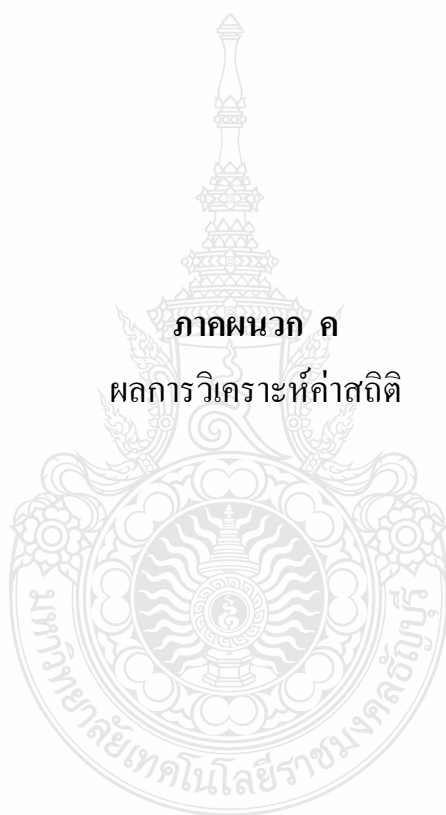 ภาคผนวก ค
ผลการวิเคราะห์ค่าสถิติ
มหาวิทยาลัยเทคโนโลยีราชมงคลธัญบุรี